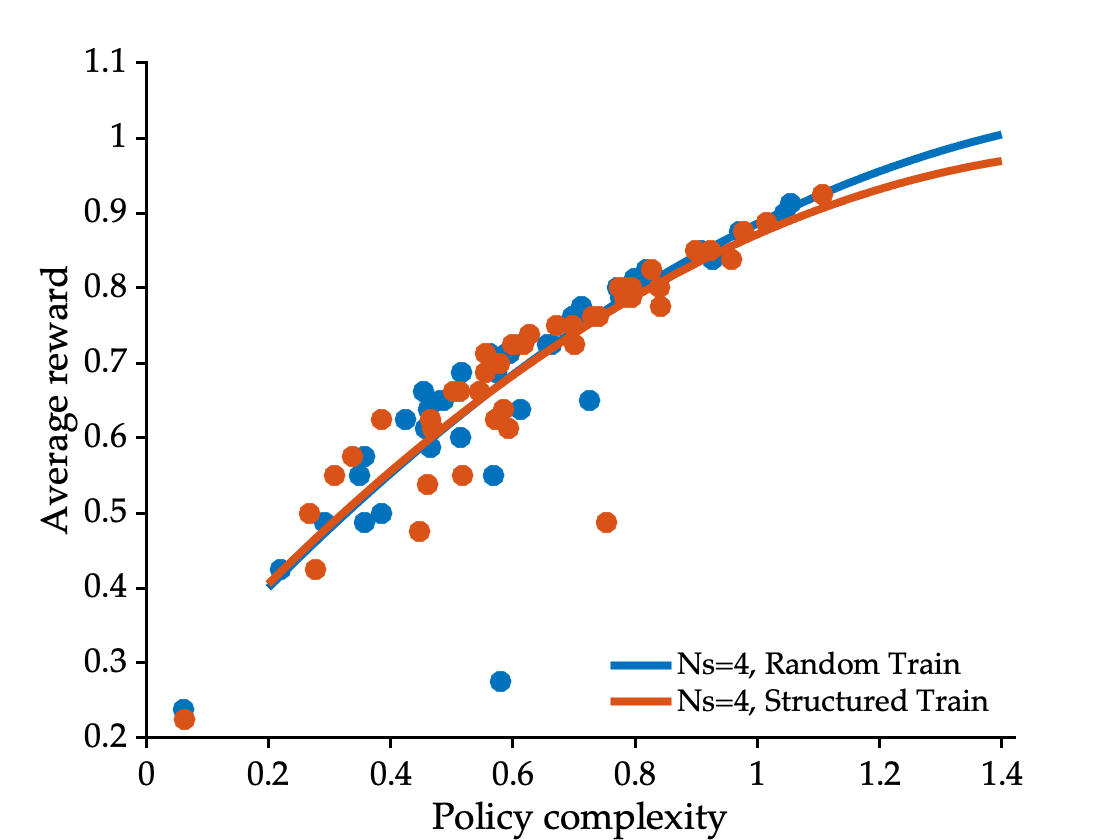 1.1
1
0.9
0.8
0.7
0.6
0.5
0.4
0.3
0.2
Average reward
Ns=4, Random Train
Ns=4, Structured Train
0 0.2 0.4 0.6 0.8 1 1.2 1.4
Policy complexity